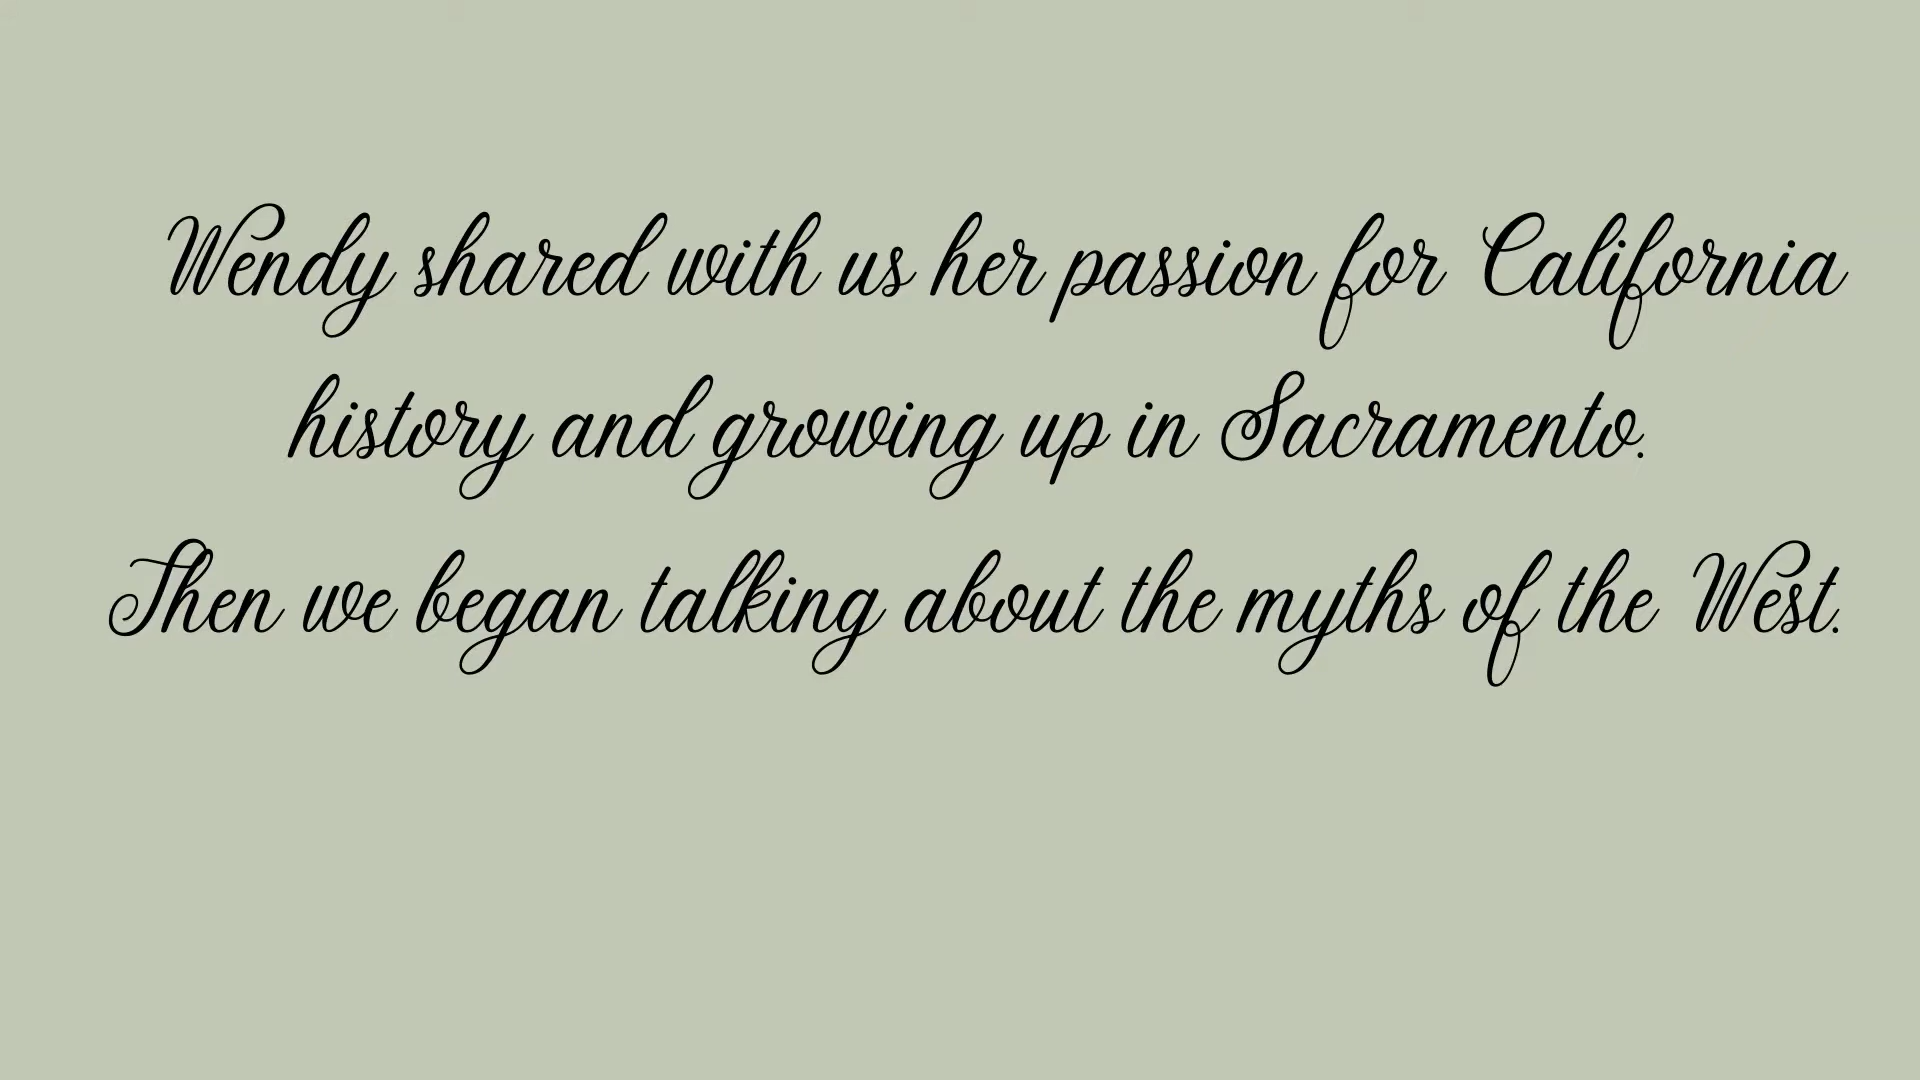 Wendy shared with us her passion for California
history and growing up in Sacramento.
Then we began talking about the myths of the West.